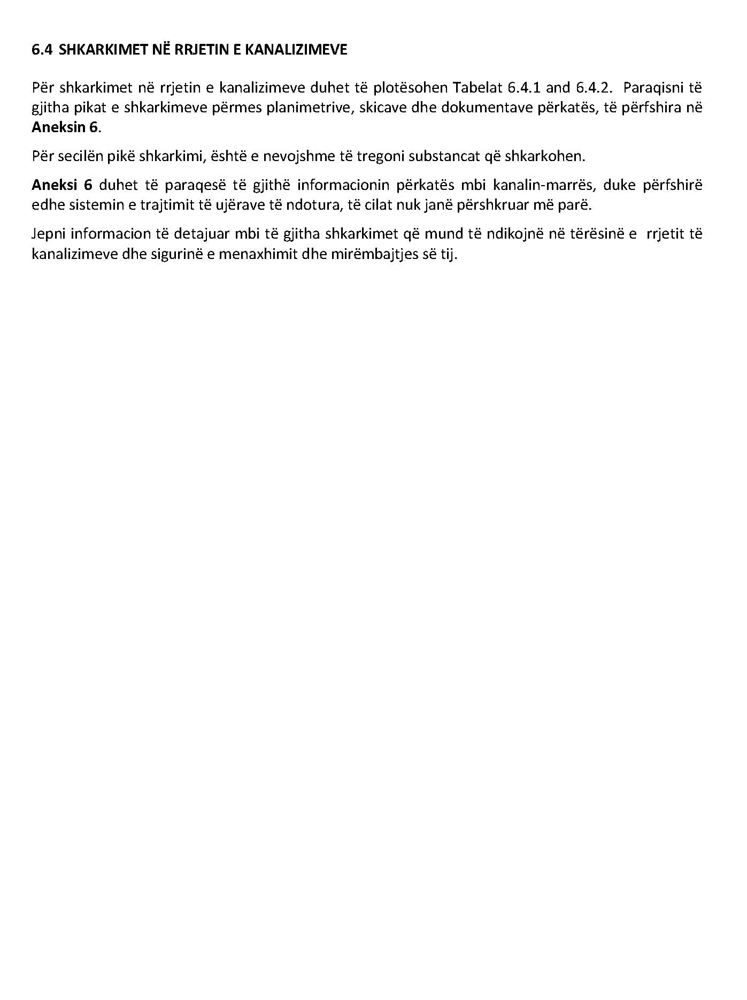 6.4 SHKARKIMET NË RRJETIN E KANALIZIMEVE
Për shkarkimet në rrjetin e kanalizimeve duhet të plotësohen Tabelat 6.4.1 and 6.4.2. Paraqisni të
gjitha pikat e shkarkimeve përmes planimetrive, skicave dhe dokumentave përkatës, të përfshira në
Aneksin 6.
Për secilën pikë shkarkimi, është e nevojshme të tregoni substancat që shkarkohen.
Aneksi 6 duhet të paraqesë të gjithë informacionin përkatës mbi kanalin-marrës, duke përfshirë
edhe sistemin e trajtimit të ujërave të ndotura, të cilat nuk janë përshkruar më parë.
Jepni informacion të detajuar mbi të gjitha shkarkimet që mund të ndikojnë në tërësinë e rrjetit të
kanalizimeve dhe sigurinë e menaxhimit dhe mirëmbajtjes së tij.